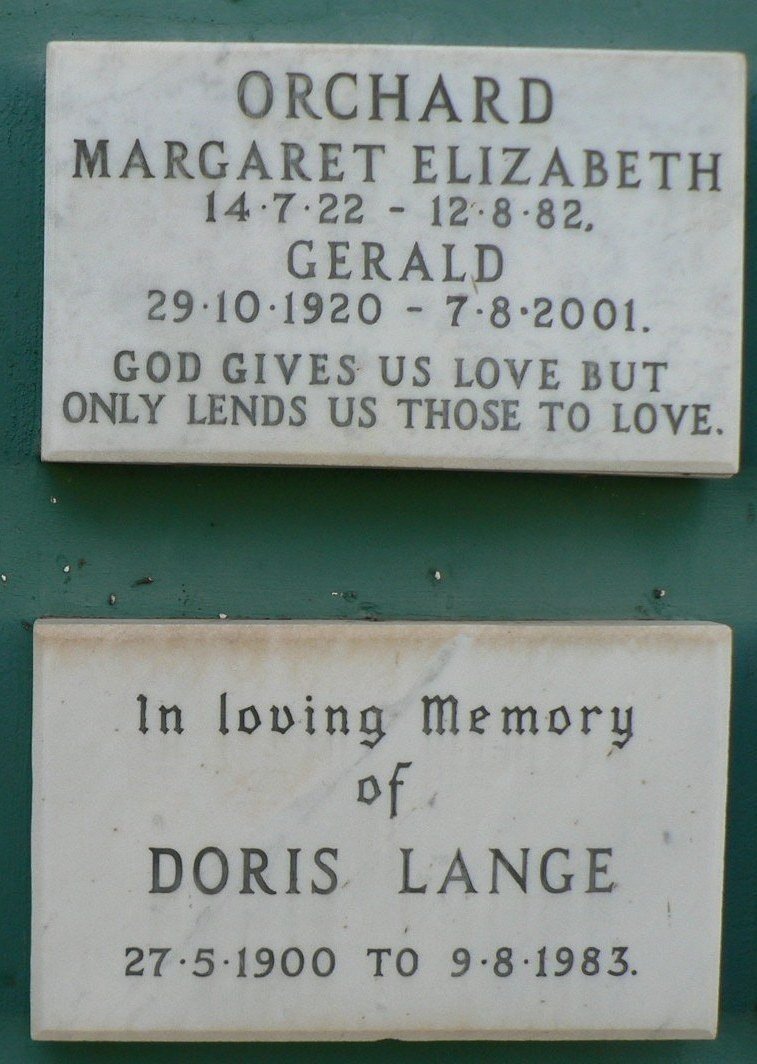 ORCHARD
MARGARET ELIZABETH
14·7·22 - 12·8·82.
GERALD
29·10·1920 - 7·8·2001.
GOD GIVES US LOVE BUT
ONLY LENDS US THOSE TO LOVE.
In loving Memory
of
DORIS LANGE
27·5·1900 TO 9·8·1983.